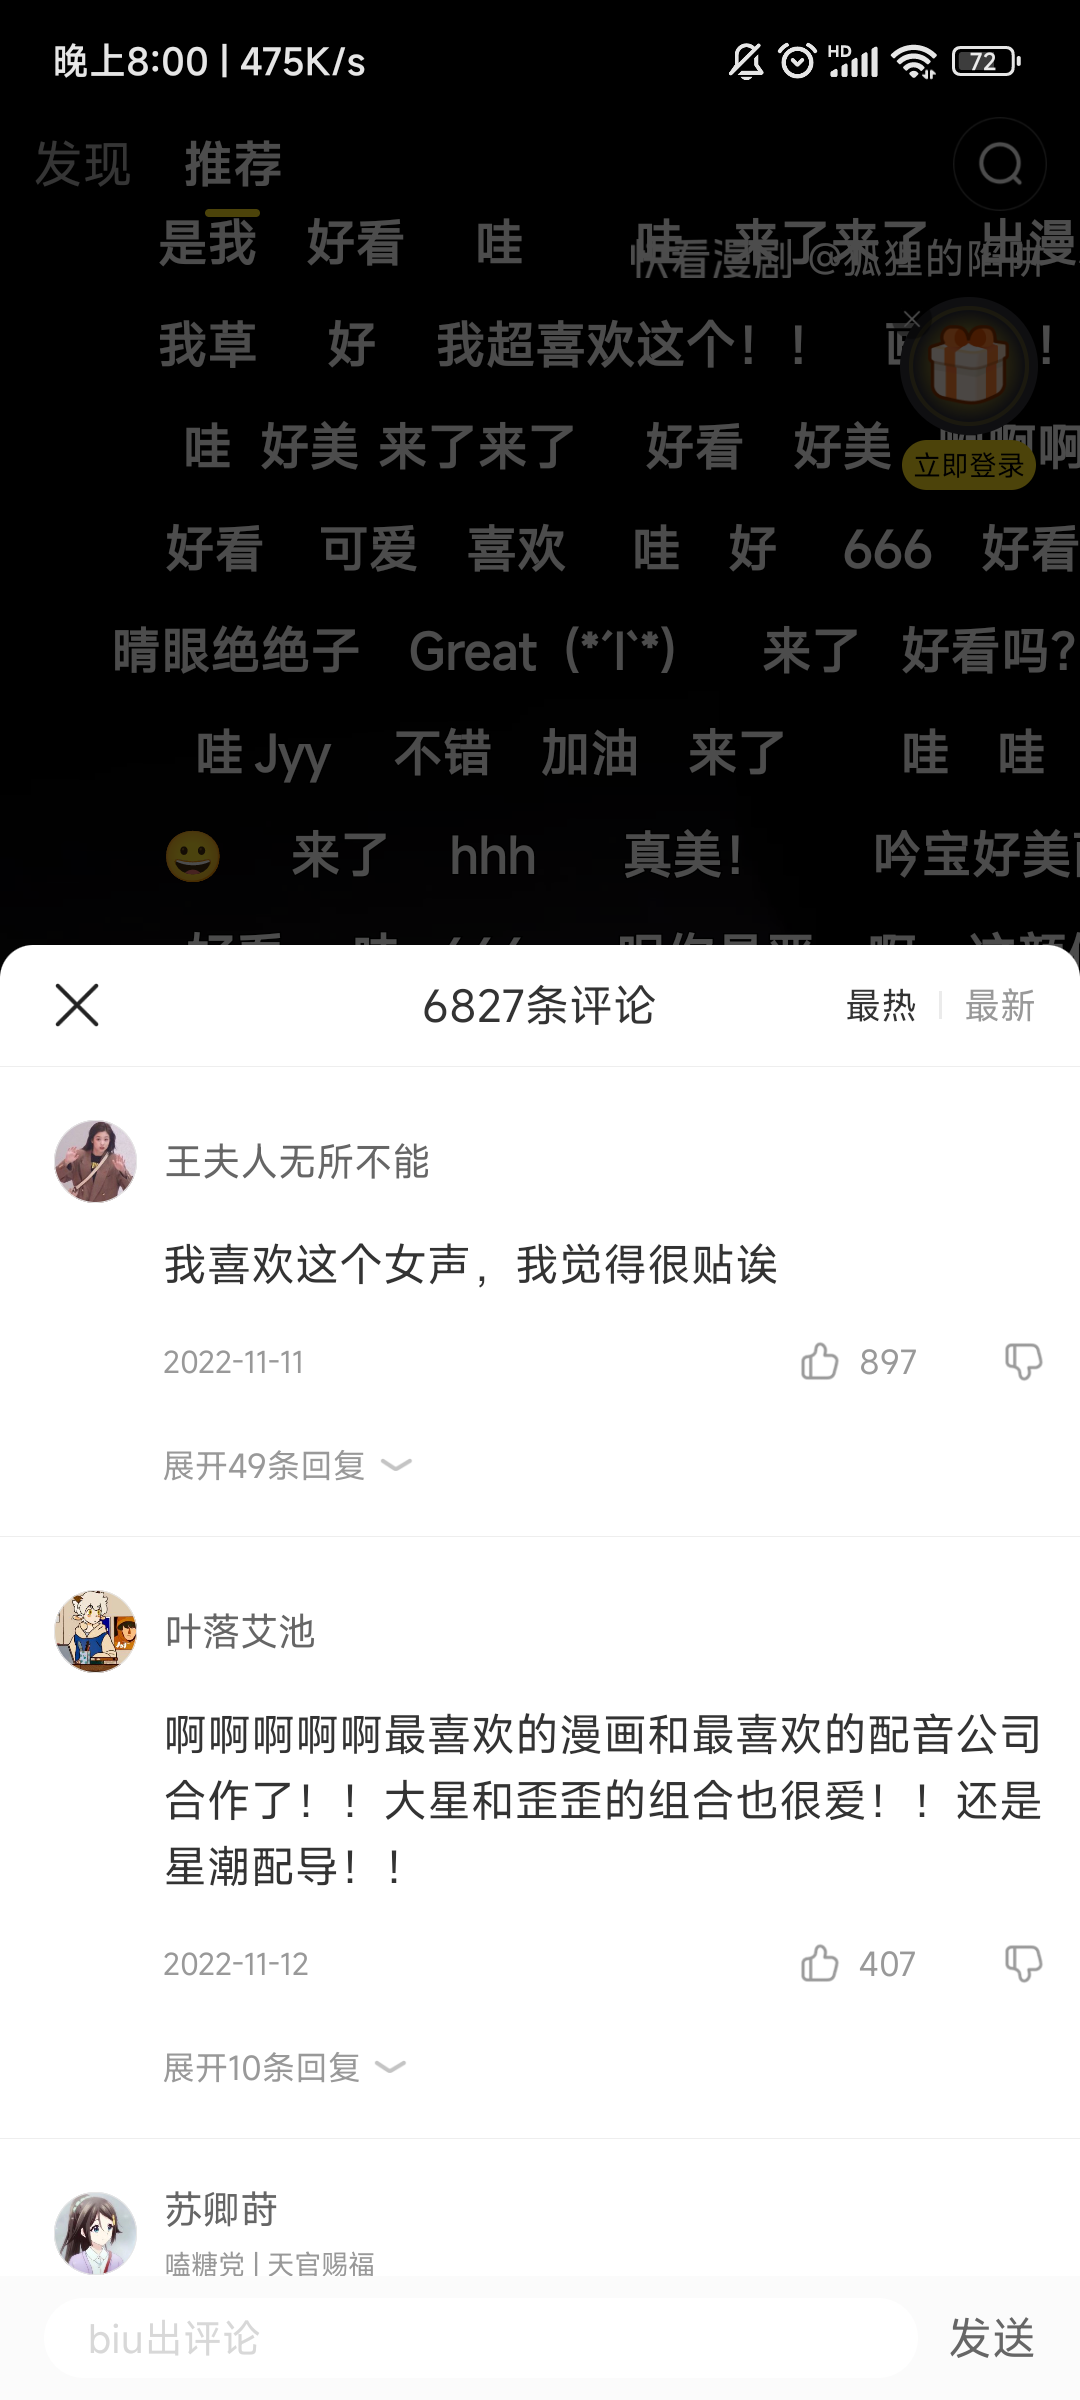 晚上8:00 | 475K/s
HD
72
发现 推荐
是我 好看 哇 哇 来了来了 出漫
快看漫剧 @狐狸的陷阱
我草 好 我超喜欢这个！！ ！
哇 好美 来了来了 好看 好美 啊啊啊
立即登录
好看 可爱 喜欢 哇 好 666 好看
晴眼绝绝子 Great (*´I`*) 来了 好看吗?
哇 Jyy 不错 加油 来了 哇 哇
😀 来了 hhh 真美！ 吟宝好美
6827条评论
最热 | 最新
王夫人无所不能
我喜欢这个女声，我觉得很贴诶
2022-11-11 897
展开49条回复
叶落艾池
啊啊啊啊啊最喜欢的漫画和最喜欢的配音公司
合作了！！大星和歪歪的组合也很爱！！还是
星潮配导！！
2022-11-12 407
展开10条回复
苏卿莳
嗑糖党 | 天官赐福
biu出评论
发送